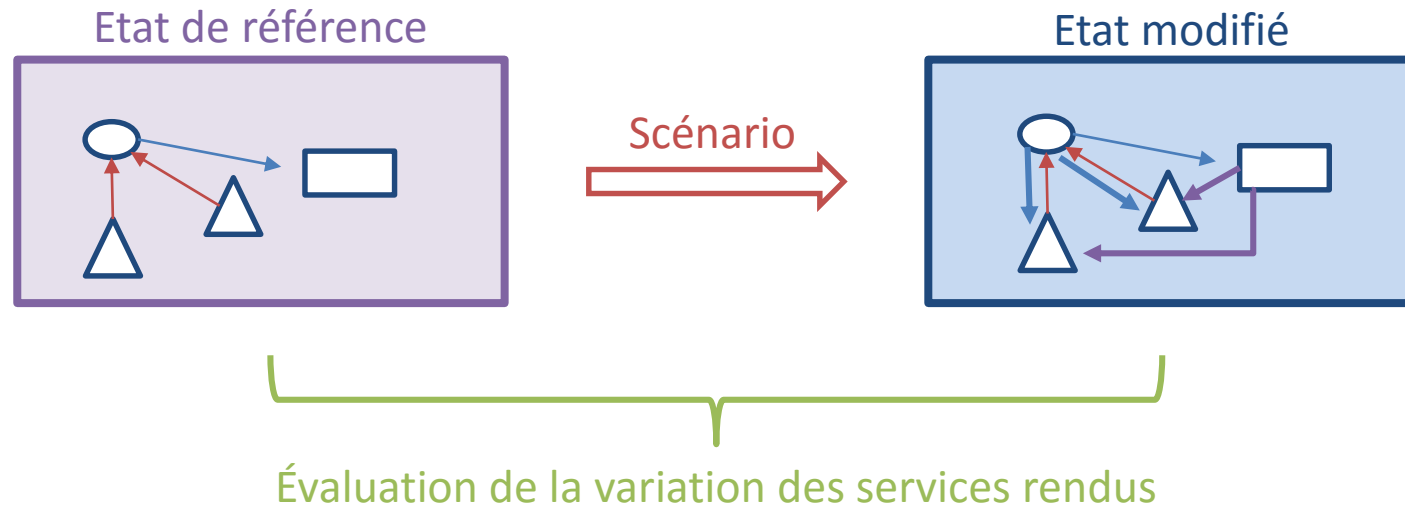 Etat de référence
Etat modifié
Scénario
Évaluation de la variation des services rendus